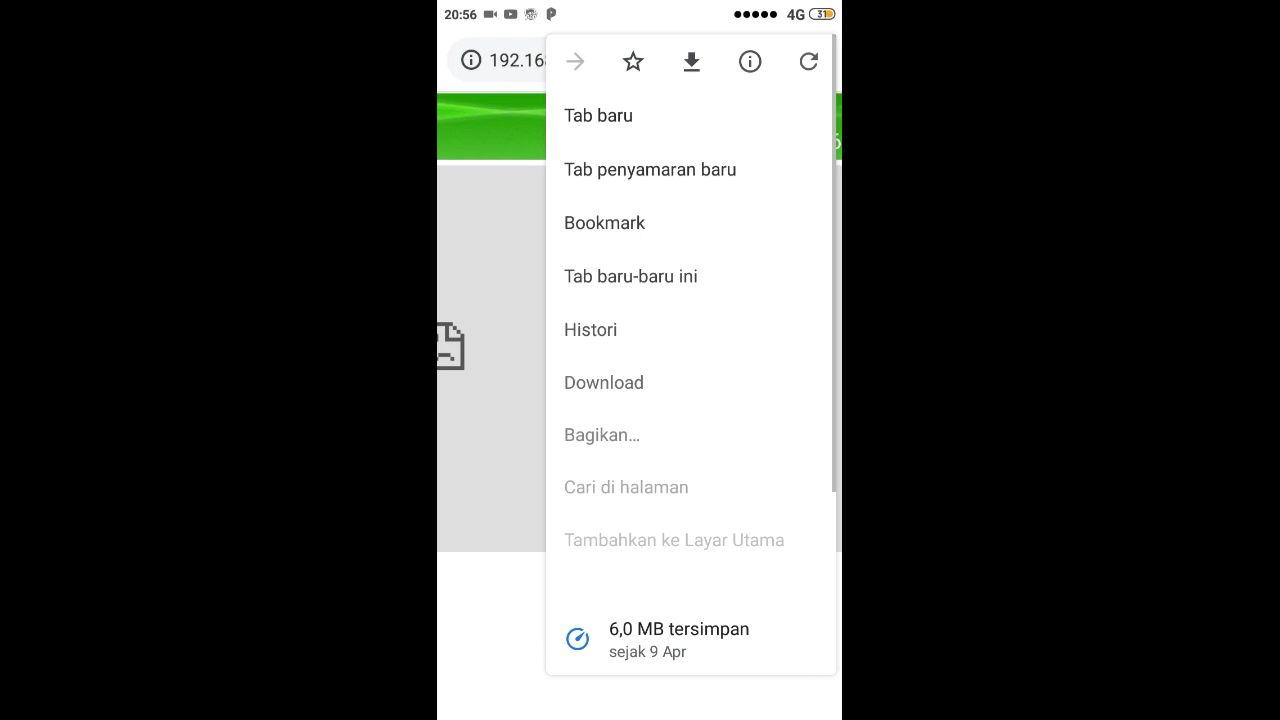 20:56
4G 31
192.16
Tab baru
Tab penyamaran baru
Bookmark
Tab baru-baru ini
Histori
Download
Bagikan…
Cari di halaman
Tambahkan ke Layar Utama
6,0 MB tersimpan
sejak 9 Apr